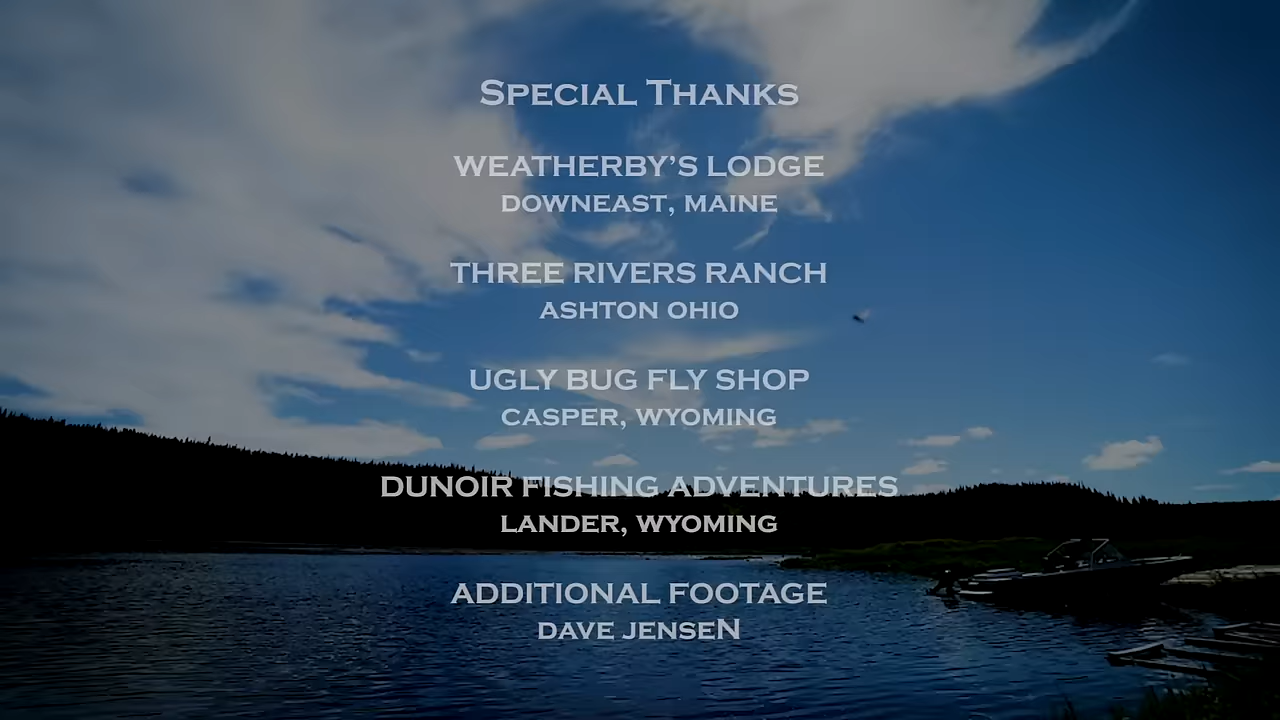 Special Thanks
WEATHERBY'S LODGE
DOWNEAST, MAINE
THREE RIVERS RANCH
ASHTON OHIO
UGLY BUG FLY SHOP
CASPER, WYOMING
DUNOIR FISHING ADVENTURES
LANDER, WYOMING
ADDITIONAL FOOTAGE
DAVE JENSEN